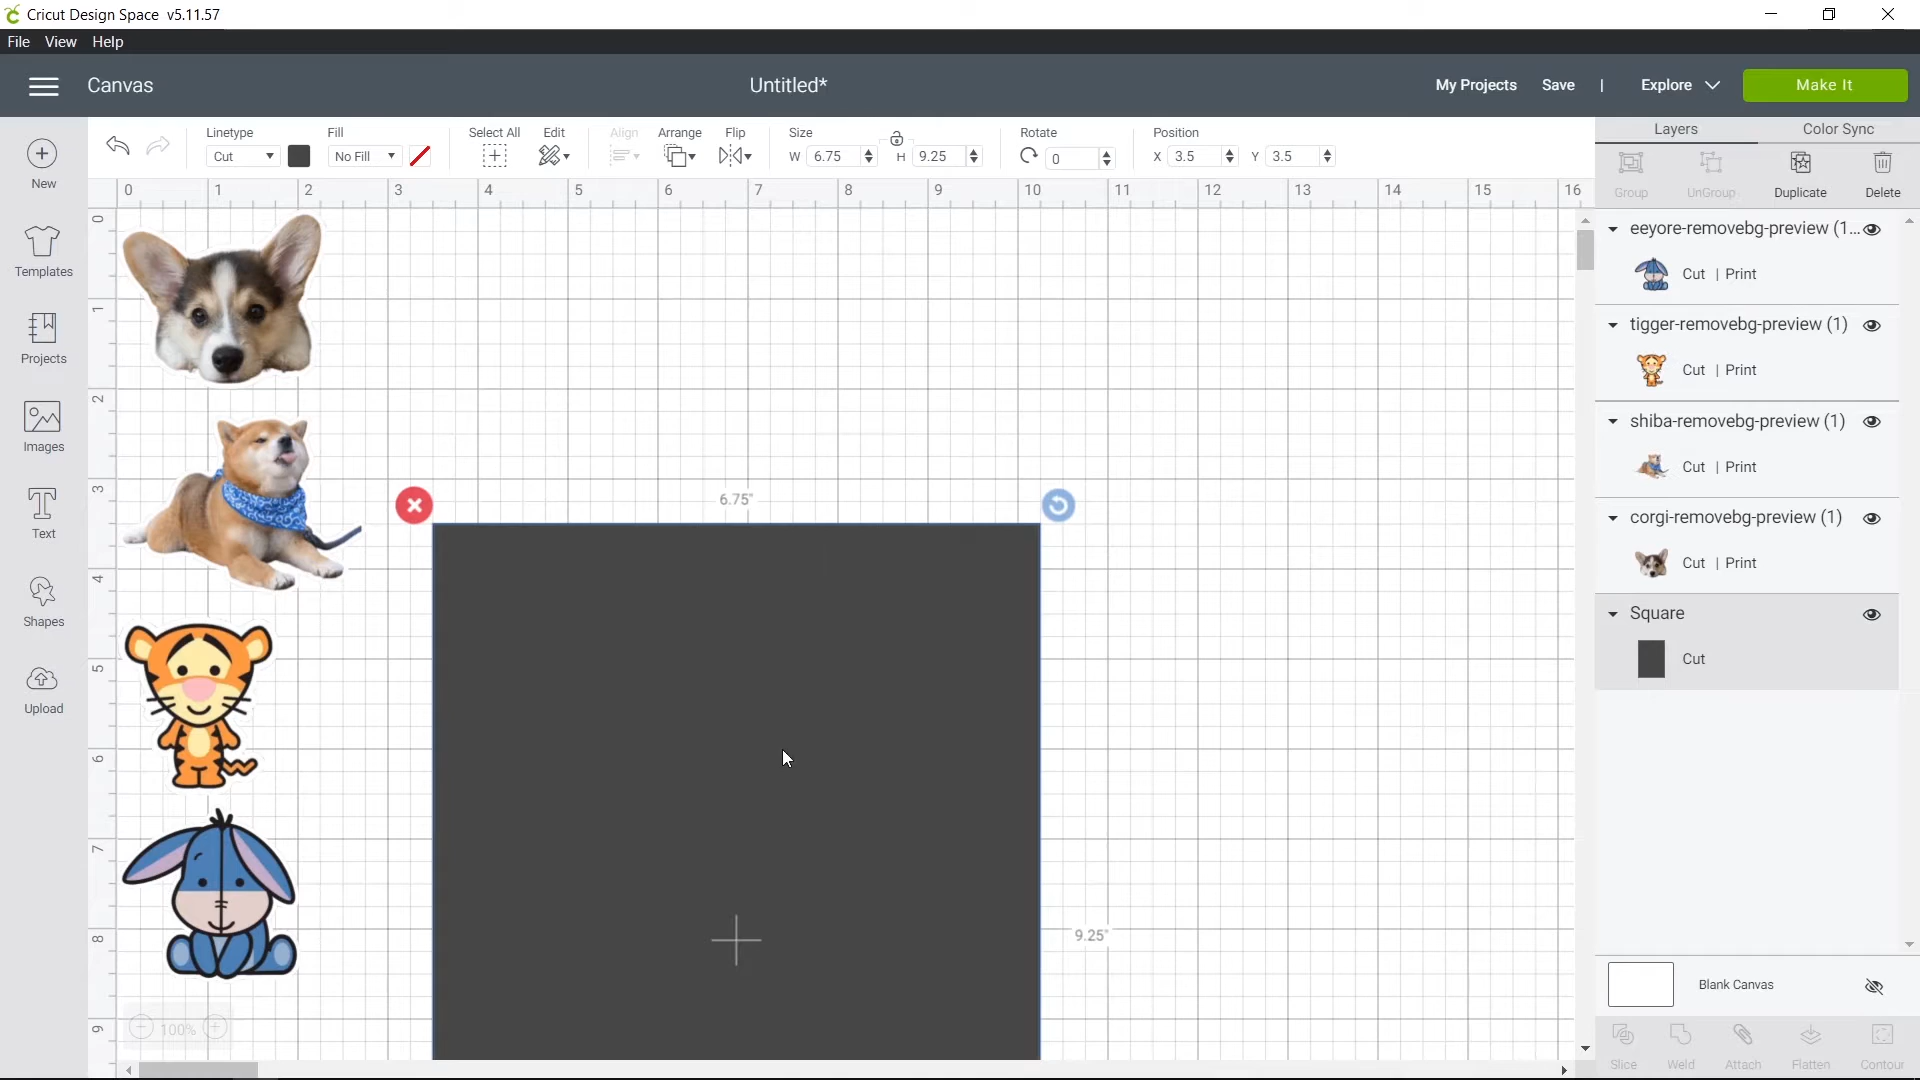 Cricut Design Space v5.11.57
File View Help
Canvas
Untitled*
My Projects Save | Explore
Make It
New
Templates
Projects
Images
Text
Shapes
Upload
Linetype
Cut
Fill
No Fill
Select All
Edit
Align
Arrange
Flip
Size
W 6.75
H 9.25
Rotate
0
Position
X 3.5
Y 3.5
0 1 2 3 4 5 6 7 8 9 10 11 12 13 14 15 16
0
1
2
3
4
5
6
7
8
9
6.75"
9.25"
100%
Layers
Color Sync
Group
UnGroup
Duplicate
Delete
eeyore-removebg-preview (1...
Cut | Print
tigger-removebg-preview (1)
Cut | Print
shiba-removebg-preview (1)
Cut | Print
corgi-removebg-preview (1)
Cut | Print
Square
Cut
Blank Canvas
Slice
Weld
Attach
Flatten
Contour